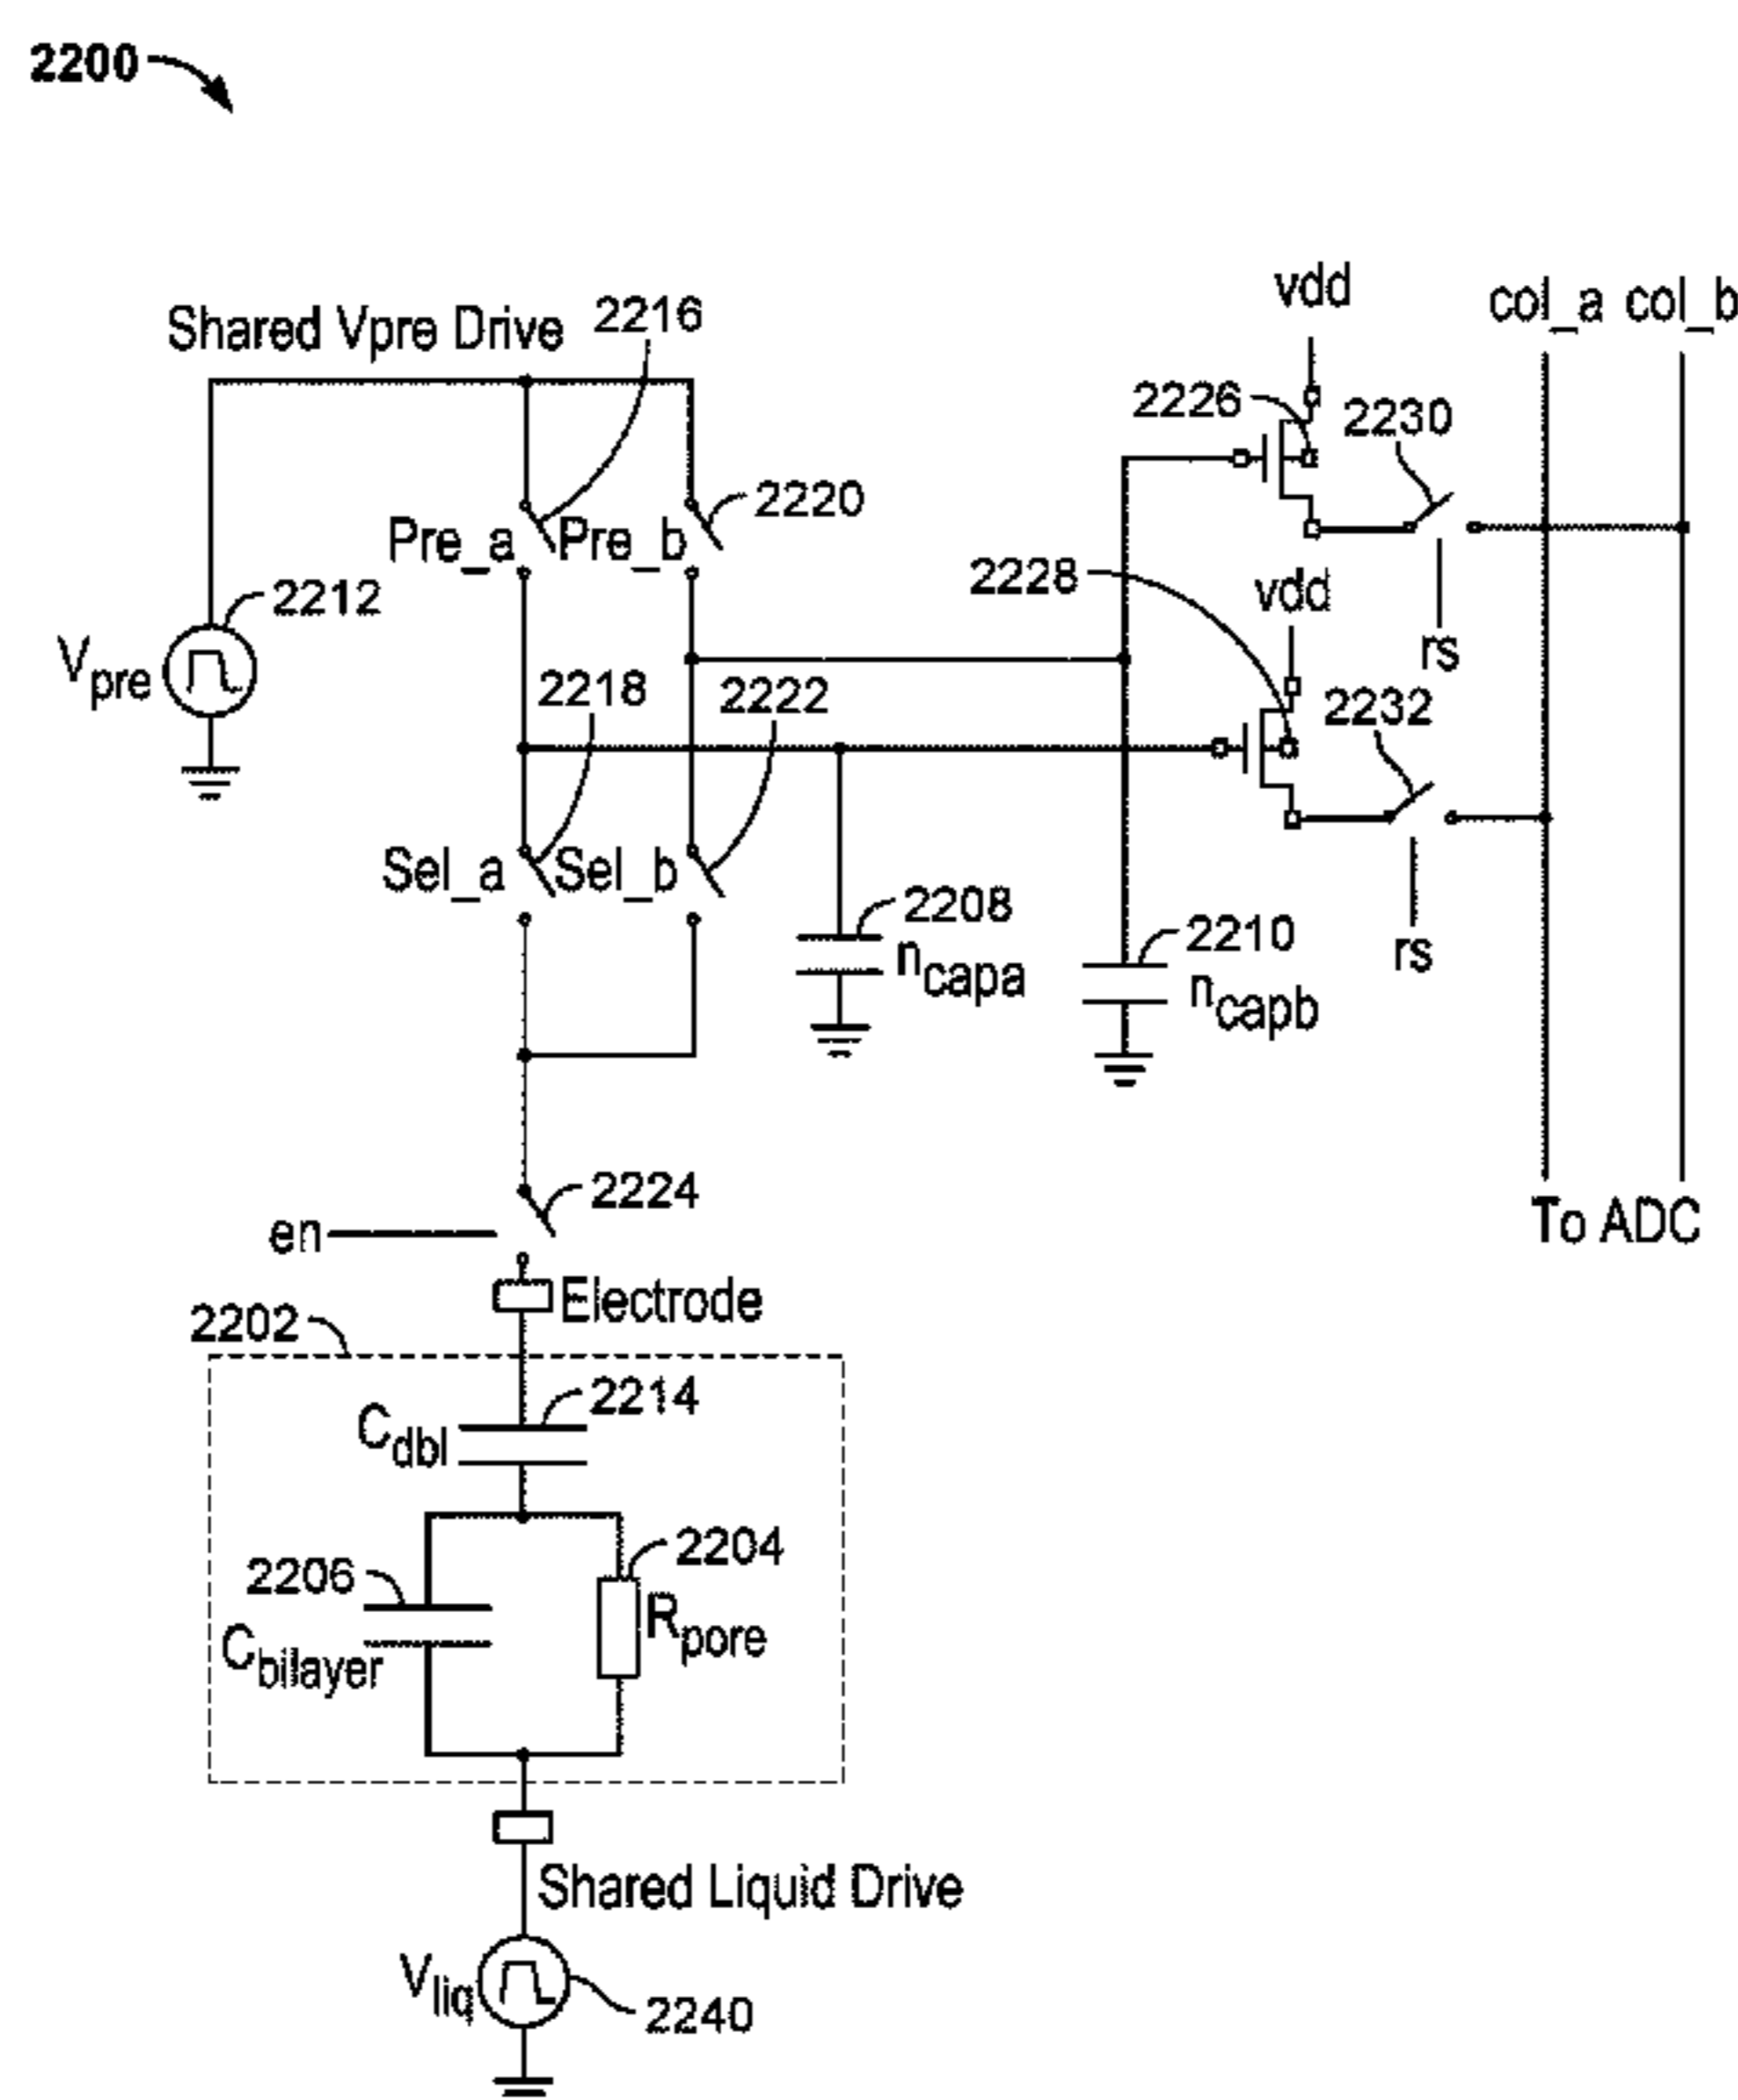 2200
vdd
col_a col_b
Shared Vpre Drive
2216
2226
2230
2220
Pre_a
Pre_b
2228
vdd
2212
rs
Vpre
2218
2222
2232
Sel_a
Sel_b
2208
2210
ncapa
rs
ncapb
2224
en
To ADC
Electrode
2202
2214
Cdbl
2204
2206
Rpore
Cbilayer
Shared Liquid Drive
Vliq
2240